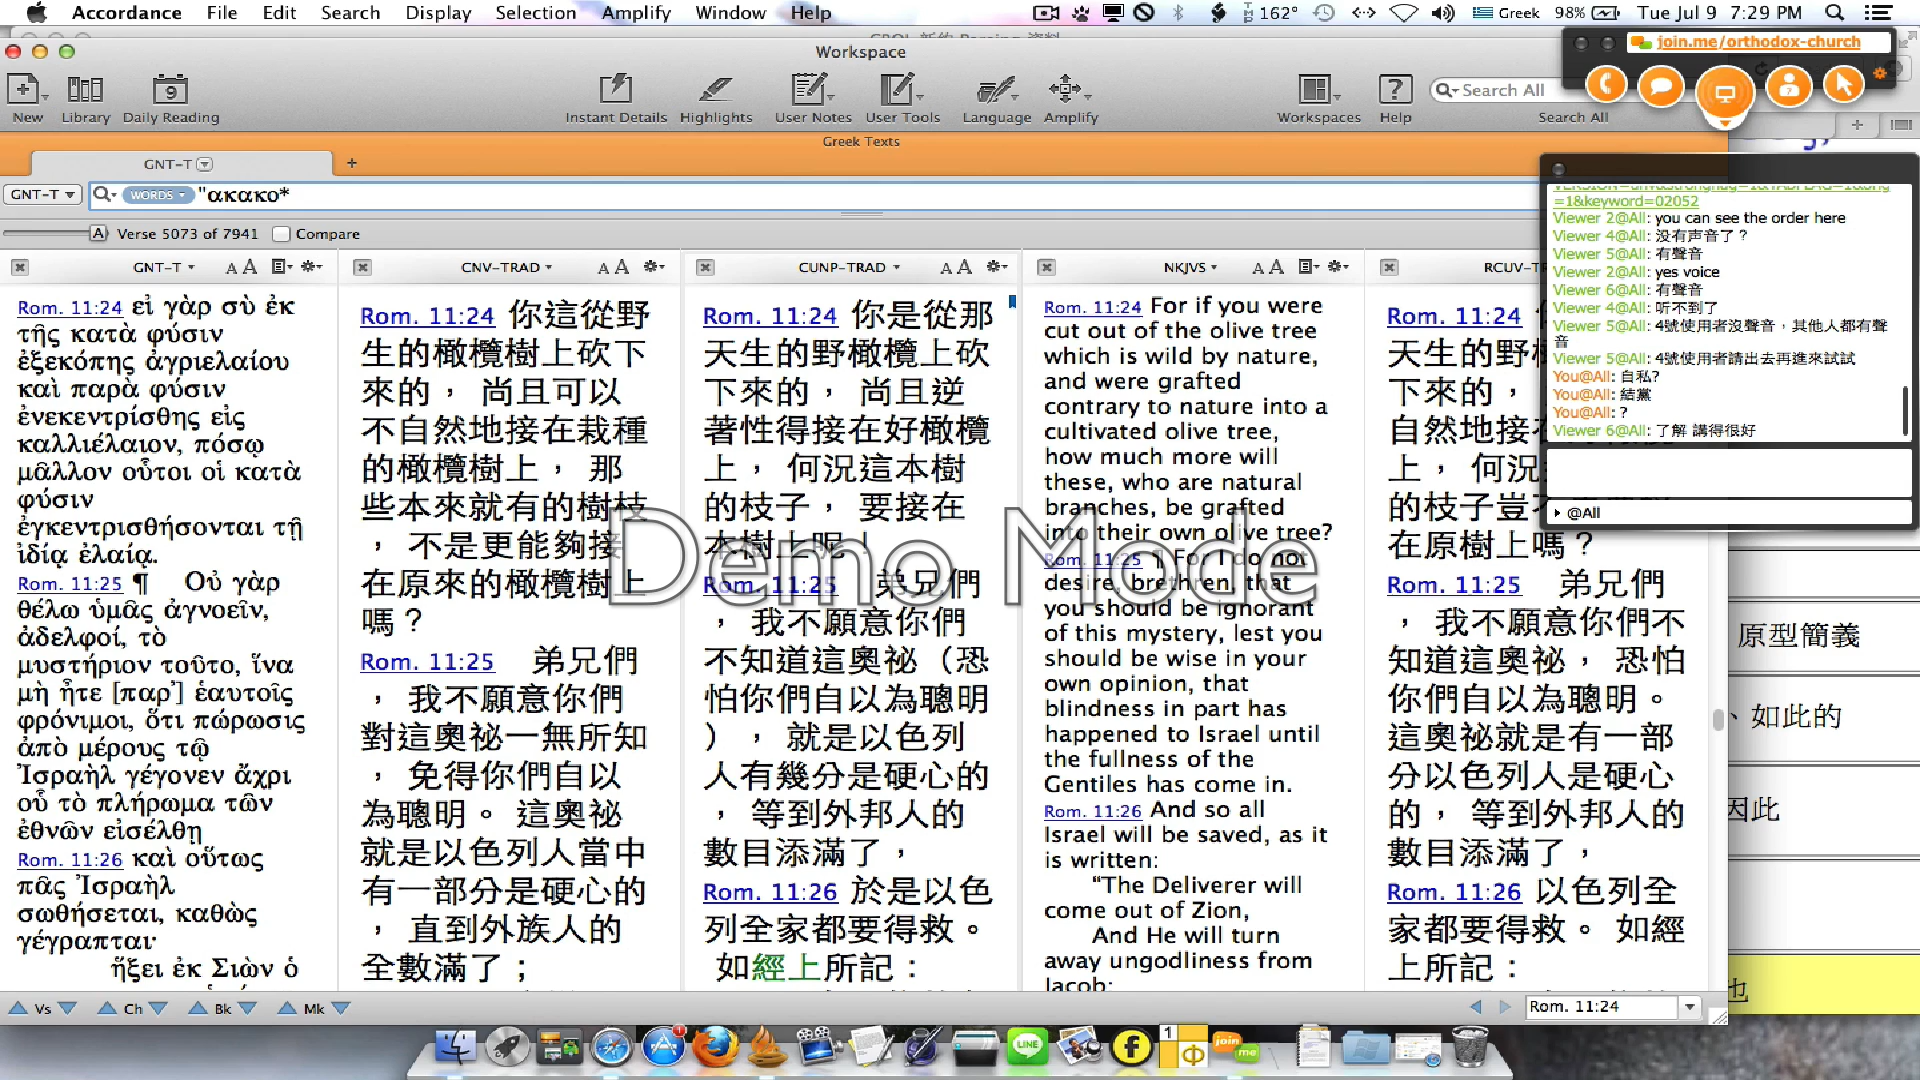 Accordance File Edit Search Display Selection Amplify Window Help
162° Greek 98% Tue Jul 9 7:29 PM
Workspace
join.me/orthodox-church
New Library Daily Reading Instant Details Highlights User Notes User Tools Language Amplify Workspaces Help Search All
9
Search All
Greek Texts
GNT-T
GNT-T WORDS "ακακο*
Verse 5073 of 7941 Compare
GNT-T
Rom. 11:24 εἰ γὰρ σὺ ἐκ
τῆς κατὰ φύσιν
ἐξεκόπης ἀγριελαίου
καὶ παρὰ φύσιν
ἐνεκεντρίσθης εἰς
καλλιέλαιον, πόσῳ
μᾶλλον οὗτοι οἱ κατὰ
φύσιν
ἐγκεντρισθήσονται τῇ
ἰδίᾳ ἐλαίᾳ.
Rom. 11:25 ¶ Οὐ γὰρ
θέλω ὑμᾶς ἀγνοεῖν,
ἀδελφοί, τὸ
μυστήριον τοῦτο, ἵνα
μὴ ἦτε [παρ’] ἑαυτοῖς
φρόνιμοι, ὅτι πώρωσις
ἀπὸ μέρους τῷ
Ἰσραὴλ γέγονεν ἄχρι
οὗ τὸ πλήρωμα τῶν
ἐθνῶν εἰσέλθῃ
Rom. 11:26 καὶ οὕτως
πᾶς Ἰσραὴλ
σωθήσεται, καθὼς
γέγραπται·
ἥξει ἐκ Σιὼν ὁ
CNV-TRAD
Rom. 11:24 你這從野
生的橄欖樹上砍下
來的， 尚且可以
不自然地接在栽種
的橄欖樹上， 那
些本來就有的樹枝
， 不是更能夠接
在原來的橄欖樹上
嗎？
Rom. 11:25 弟兄們
， 我不願意你們
對這奧祕一無所知
， 免得你們自以
為聰明。 這奧祕
就是以色列人當中
有一部分是硬心的
， 直到外族人的
全數滿了；
CUNP-TRAD
Rom. 11:24 你是從那
天生的野橄欖上砍
下來的， 尚且逆
著性得接在好橄欖
上， 何況這本樹
的枝子， 要接在
本樹上呢！
Rom. 11:25 弟兄們
， 我不願意你們
不知道這奧祕（恐
怕你們自以為聰明
）， 就是以色列
人有幾分是硬心的
， 等到外邦人的
數目添滿了，
Rom. 11:26 於是以色
列全家都要得救。
如經上所記：
NKJVS
Rom. 11:24 For if you were
cut out of the olive tree
which is wild by nature,
and were grafted
contrary to nature into a
cultivated olive tree,
how much more will
these, who are natural
branches, be grafted
into their own olive tree?
Rom. 11:25 ¶ For I do not
desire, brethren, that
you should be ignorant
of this mystery, lest you
should be wise in your
own opinion, that
blindness in part has
happened to Israel until
the fullness of the
Gentiles has come in.
Rom. 11:26 And so all
Israel will be saved, as it
is written:
“The Deliverer will
come out of Zion,
And He will turn
away ungodliness from
Jacob:
RCUV-TR
Rom. 11:24
天生的野
下來的
自然地接
上， 何況
的枝子豈
在原樹上嗎？
Rom. 11:25 弟兄們
， 我不願意你們不
知道這奧祕， 恐怕
你們自以為聰明。
這奧祕就是有一部
分以色列人是硬心
的， 等到外邦人的
數目添滿了，
Rom. 11:26 以色列全
家都要得救。 如經
上所記：
=1&keyword=02052
Viewer 2@All: you can see the order here
Viewer 4@All: 没有声音了？
Viewer 5@All: 有聲音
Viewer 2@All: yes voice
Viewer 6@All: 有聲音
Viewer 4@All: 听不到了
Viewer 5@All: 4號使用者沒聲音，其他人都有聲
音
Viewer 5@All: 4號使用者請出去再進來試試
You@All: 自私?
You@All: 結黨
You@All: ?
Viewer 6@All: 了解 講得很好
@All
原型簡義
、如此的
因此
也
Demo Mode
Vs Ch Bk Mk Rom. 11:24
LINE
1
join
me